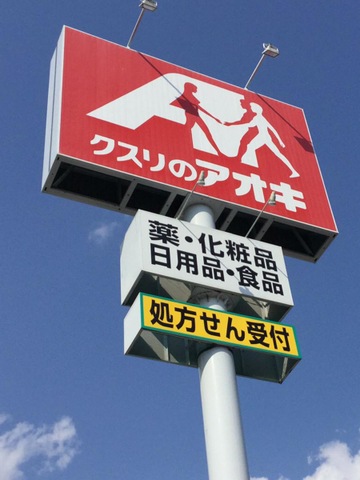 クスリのアオキ
薬・化粧品
日用品・食品
処方せん受付